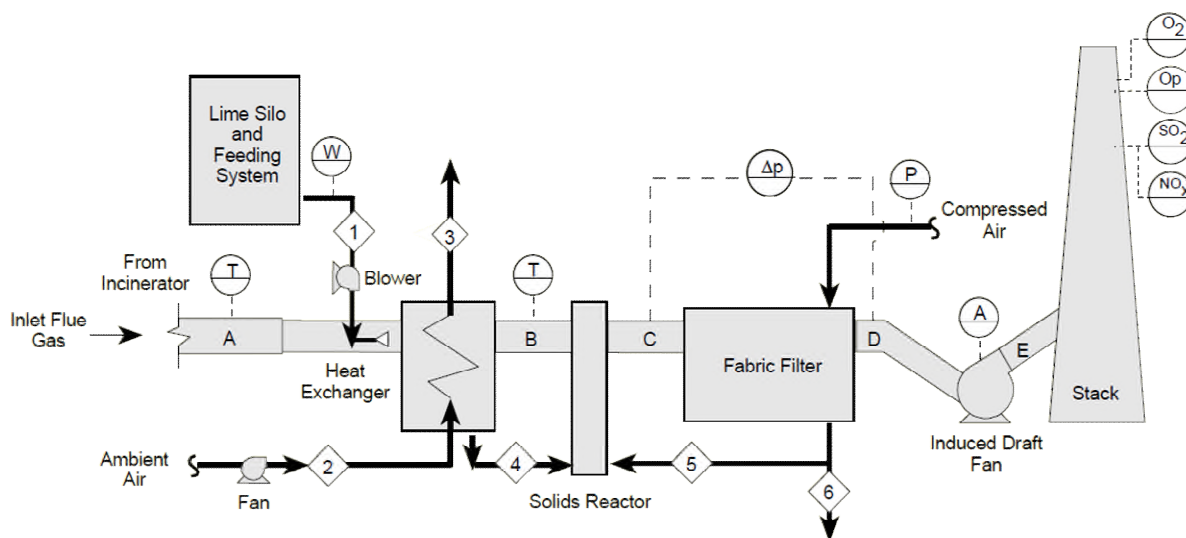 O2
Op
SO2
NOx
Lime Silo
and
Feeding
System
W
Δp
P
Compressed
Air
1
3
From
Incinerator
T
Blower
T
A
Inlet Flue
Gas
A
B
C
D
E
Heat
Exchanger
Fabric Filter
Stack
Induced Draft
Fan
Ambient
Air
2
4
5
6
Fan
Solids Reactor